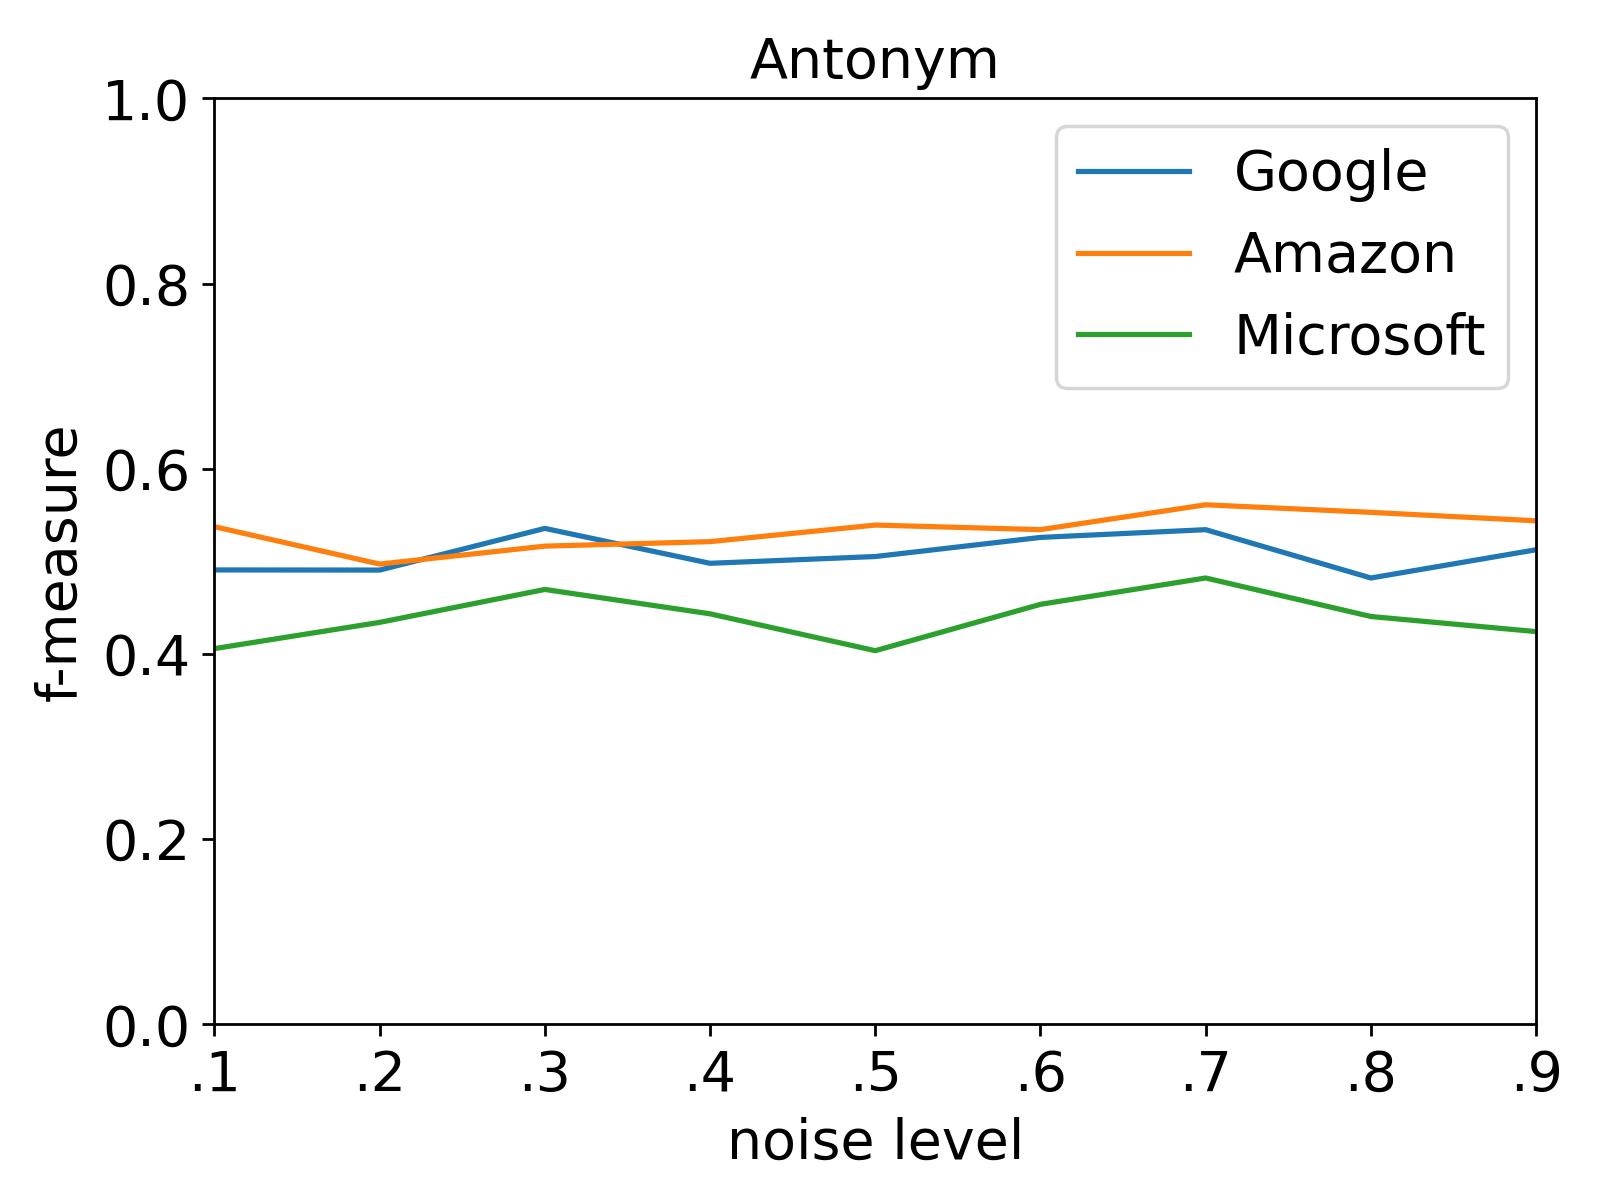 Antonym
1.0
0.8
0.6
0.4
0.2
0.0
f-measure
Google
Amazon
Microsoft
.1 .2 .3 .4 .5 .6 .7 .8 .9
noise level